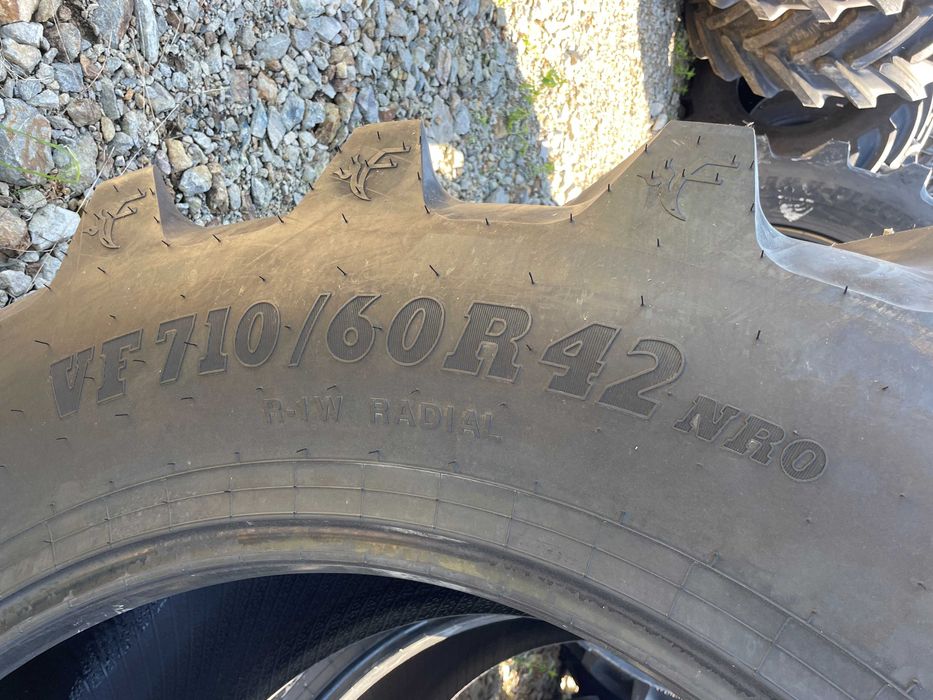 VF710/60R42 NRO
R-1W RADIAL